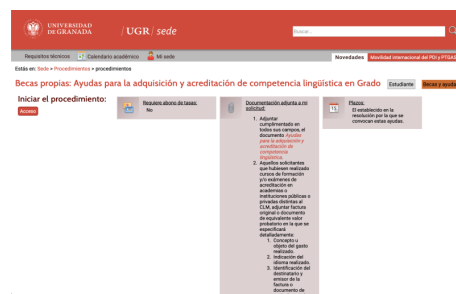 UNIVERSIDAD
DE GRANADA
/ UGR / sede
Buscar...
Requisitos técnicos
Calendario académico
Mi sede
Novedades
Movilidad internacional del PDI y PTGAS
Estás en: Sede » Procedimientos » procedimientos
Becas propias: Ayudas para la adquisición y acreditación de competencia lingüística en Grado
Estudiante
Becas y ayuda
Iniciar el procedimiento:
Acceso
Requiere abono de tasas:
No
Documentación adjunta a mi
solicitud:
1. Adjuntar
cumplimentado en
todos sus campos, el
documento Ayudas
para la adquisición y
acreditación de
competencia
lingüística.
2. Aquellos solicitantes
que hubiesen realizado
cursos de formación
y/o exámenes de
acreditación en
academias o
instituciones públicas o
privadas distintas al
CLM, adjuntar factura
original o documento
de equivalente valor
probatorio en la que se
especificará
detalladamente:
1. Concepto u
objeto del gasto
realizado.
2. Indicación del
idioma realizado.
3. Identificación del
destinatario y
emisor de la
factura o
documento de
Plazos:
El establecido en la
resolución por la que se
convocan estas ayudas.